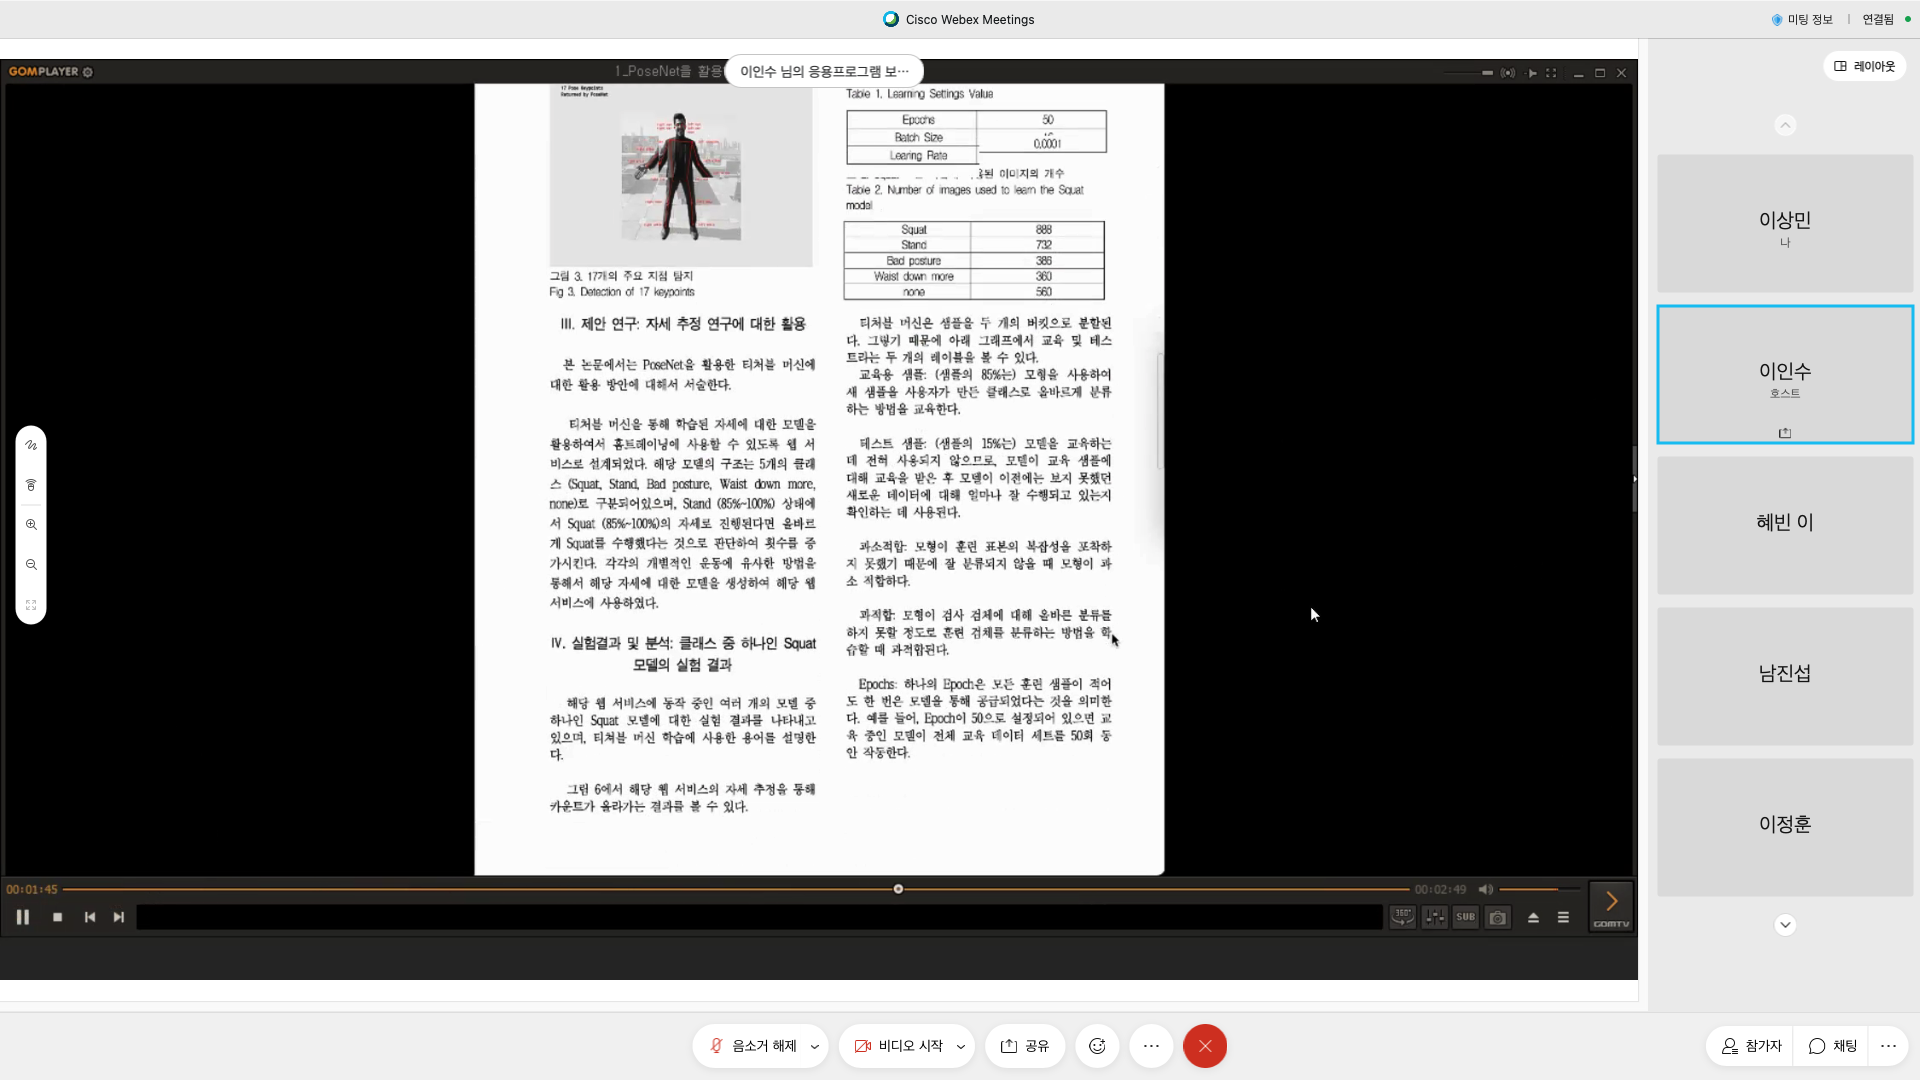 Cisco Webex Meetings
미팅 정보
연결됨
GOMPLAYER
1_PoseNet을 활용
이인수 님의 응용프로그램 보…
레이아웃
17 Pose Keypoints
Returned by PoseNet
그림 3. 17개의 주요 지점 탐지
Fig 3. Detection of 17 keypoints
III. 제안 연구: 자세 추정 연구에 대한 활용
본 논문에서는 PoseNet을 활용한 티처블 머신에
대한 활용 방안에 대해서 서술한다.
티처블 머신을 통해 학습된 자세에 대한 모델을
활용하여서 홈트레이닝에 사용할 수 있도록 웹 서
비스로 설계되었다. 해당 모델의 구조는 5개의 클래
스 (Squat, Stand, Bad posture, Waist down more,
none)로 구분되어있으며, Stand (85%~100%) 상태에
서 Squat (85%~100%)의 자세로 진행된다면 올바르
게 Squat를 수행했다는 것으로 판단하여 횟수를 증
가시킨다. 각각의 개별적인 운동에 유사한 방법을
통해서 해당 자세에 대한 모델을 생성하여 해당 웹
서비스에 사용하였다.
IV. 실험결과 및 분석: 클래스 중 하나인 Squat
모델의 실험 결과
해당 웹 서비스에 동작 중인 여러 개의 모델 중
하나인 Squat 모델에 대한 실험 결과를 나타내고
있으며, 티쳐블 머신 학습에 사용한 용어를 설명한
다.
그림 6에서 해당 웹 서비스의 자세 추정을 통해
카운트가 올라가는 결과를 볼 수 있다.
Table 1. Learning Settings Value
Epochs 50
Batch Size
Learing Rate 0.0001
된 이미지의 개수
Table 2. Number of images used to learn the Squat
modal
Squat 888
Stand 732
Bad posture 386
Waist down more 360
none 560
티처블 머신은 샘플을 두 개의 버킷으로 분할된
다. 그렇기 때문에 아래 그래프에서 교육 및 테스
트라는 두 개의 레이블을 볼 수 있다.
교육용 샘플: (샘플의 85%는) 모형을 사용하여
새 샘플을 사용자가 만든 클래스로 올바르게 분류
하는 방법을 교육한다.
테스트 샘플: (샘플의 15%는) 모델을 교육하는
데 전혀 사용되지 않으므로, 모델이 교육 샘플에
대해 교육을 받은 후 모델이 이전에는 보지 못했던
새로운 데이터에 대해 얼마나 잘 수행되고 있는지
확인하는 데 사용된다.
과소적합: 모형이 훈련 표본의 복잡성을 포착하
지 못했기 때문에 잘 분류되지 않을 때 모형이 과
소 적합하다.
과적합: 모형이 검사 검체에 대해 올바른 분류를
하지 못할 정도로 훈련 검체를 분류하는 방법을 학
습할 때 과적합된다.
Epochs: 하나의 Epoch은 모든 훈련 샘플이 적어
도 한 번은 모델을 통해 공급되었다는 것을 의미한
다. 예를 들어, Epoch이 50으로 설정되어 있으면 교
육 중인 모델이 전체 교육 데이터 세트를 50회 동
안 작동한다.
이상민
나
이인수
호스트
혜빈 이
남진섭
이정훈
00:01:45
00:02:49
360°
SUB
GOMTV
음소거 해제
비디오 시작
공유
참가자
채팅